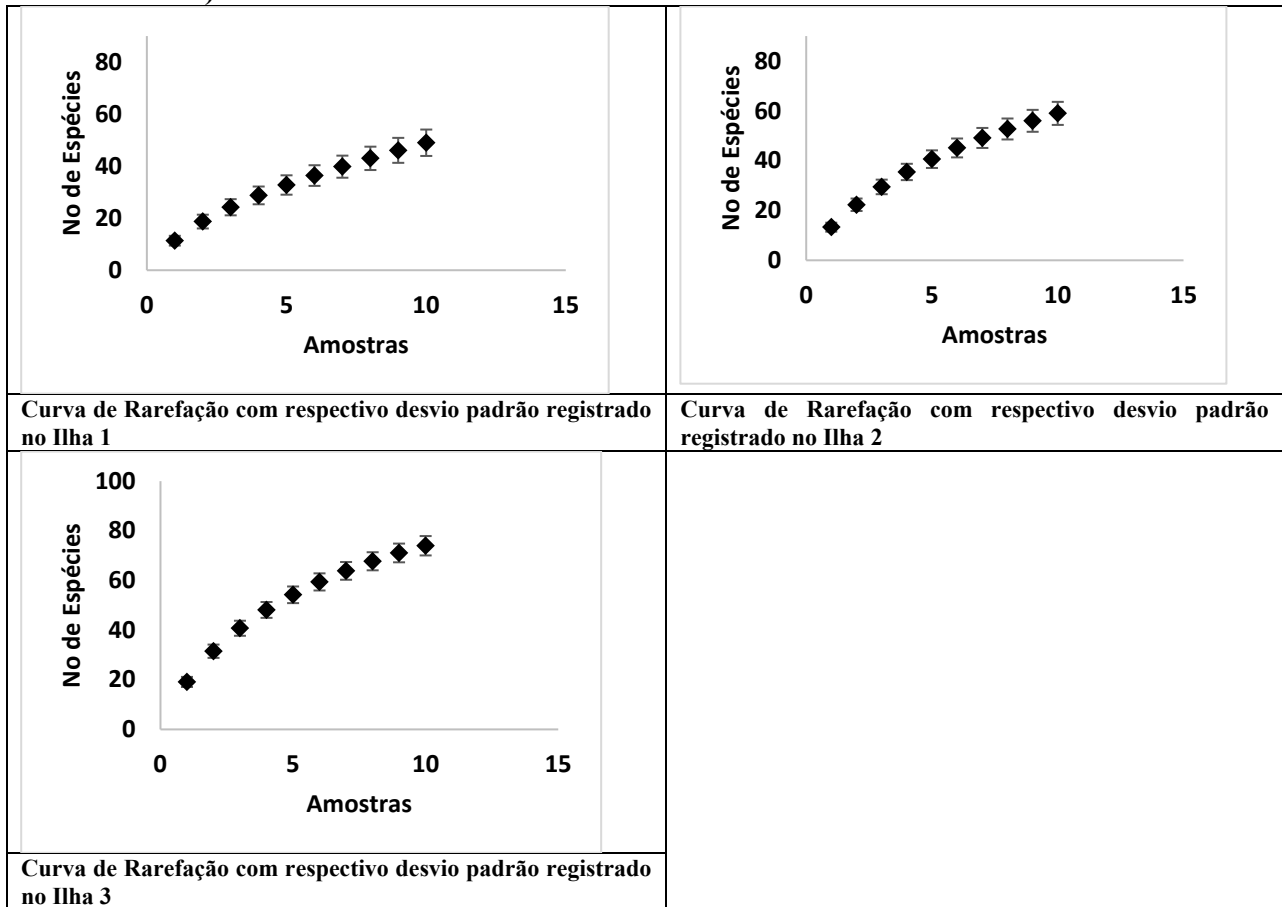 80
60
40
20
0
No de Espécies
0 5 10 15
Amostras
Curva de Rarefação com respectivo desvio padrão registrado
no Ilha 1
80
60
40
20
0
No de Espécies
0 5 10 15
Amostras
Curva de Rarefação com respectivo desvio padrão
registrado no Ilha 2
100
80
60
40
20
0
No de Espécies
0 5 10 15
Amostras
Curva de Rarefação com respectivo desvio padrão registrado
no Ilha 3